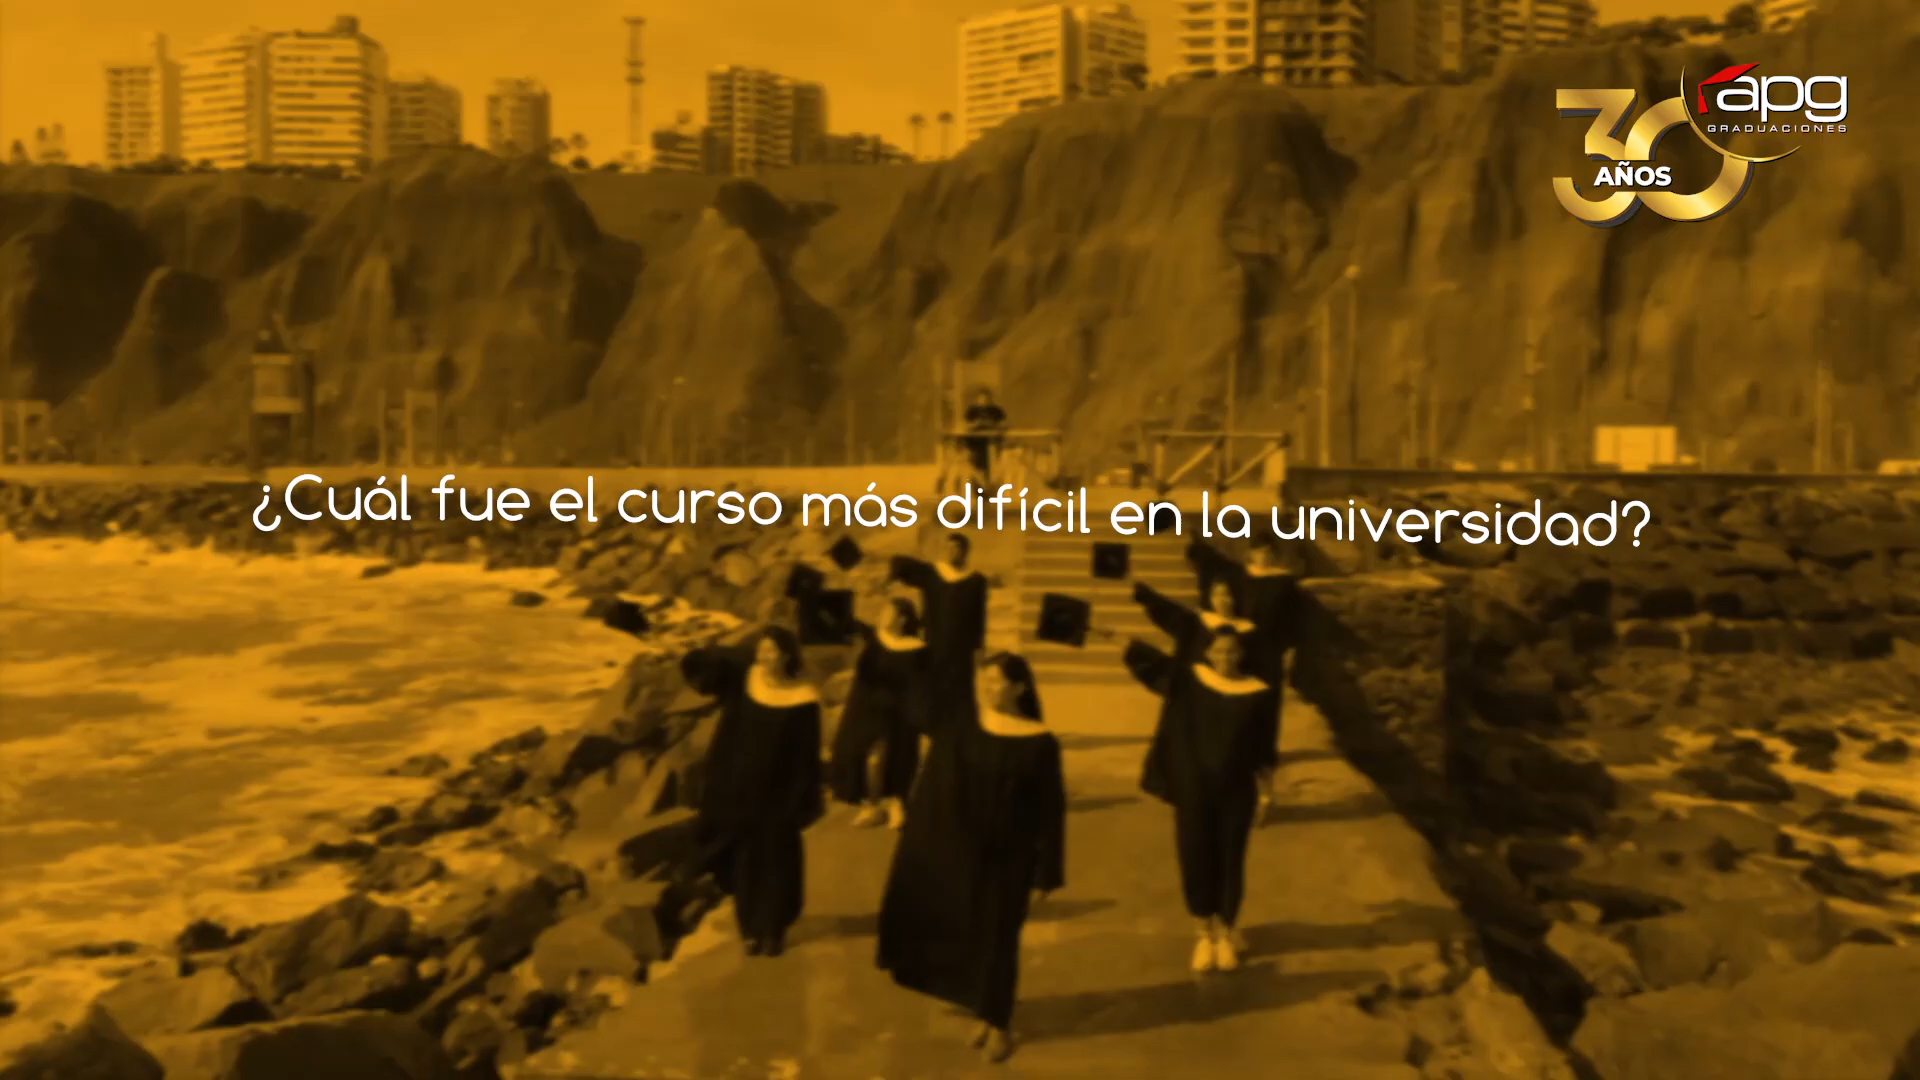 30
AÑOS
apg
GRADUACIONES
¿Cuál fue el curso más difícil en la universidad?